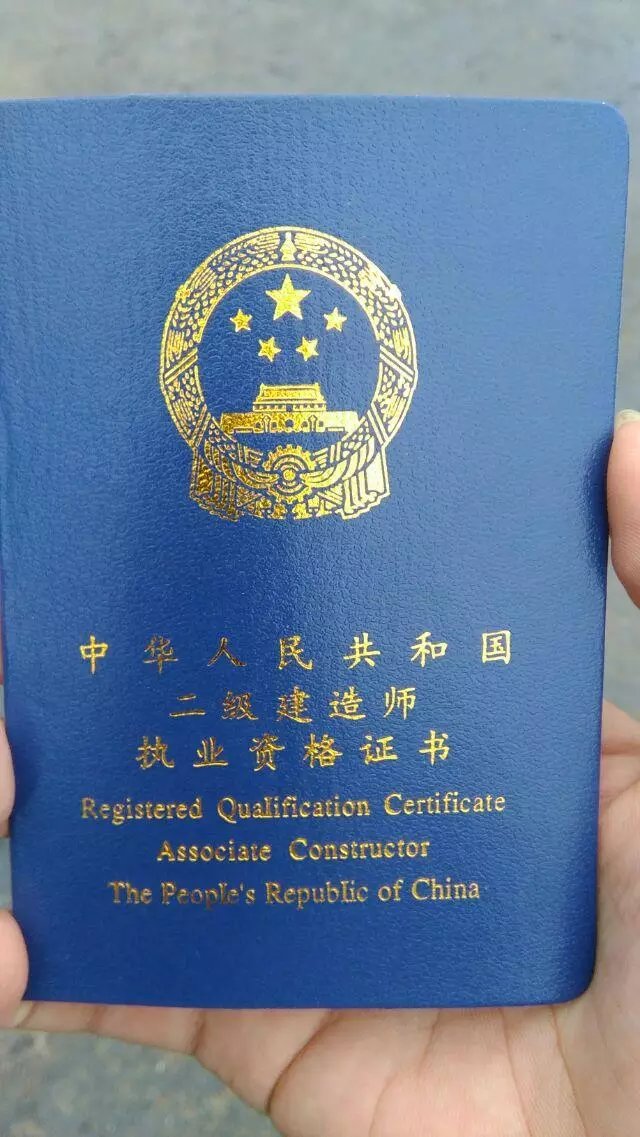 中华人民共和国
二级建造师
执业资格证书
Registered Qualification Certificate
Associate Constructor
The People's Republic of China